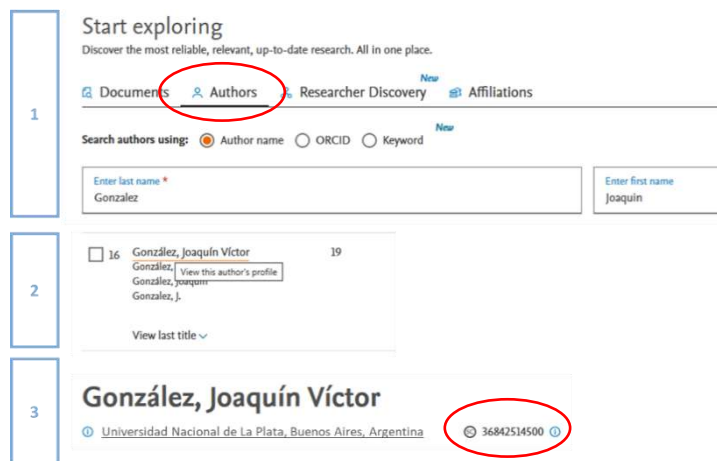 1
Start exploring
Discover the most reliable, relevant, up-to-date research. All in one place.
Documents Authors Researcher Discovery New Affiliations
Search authors using: Author name ORCID Keyword New
Enter last name *
Gonzalez
Enter first name
Joaquin
2
16 González, Joaquín Víctor 19
González,
View this author's profile
González, Joaquin
Gonzalez, J.
View last title
3
González, Joaquín Víctor
Universidad Nacional de La Plata, Buenos Aires, Argentina SC 36842514500